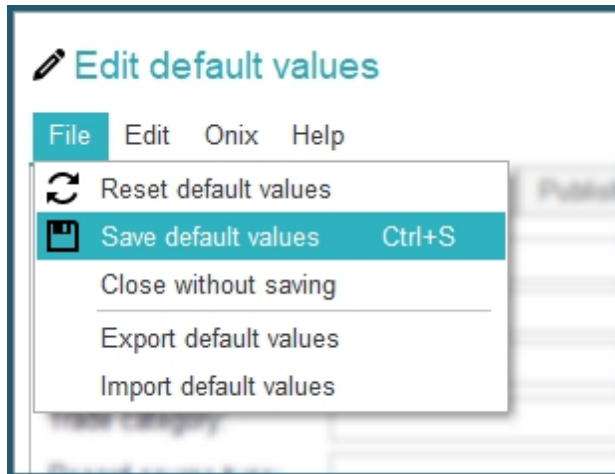 Edit default values
File Edit Onix Help
Reset default values
Save default values Ctrl+S
Close without saving
Export default values
Import default values